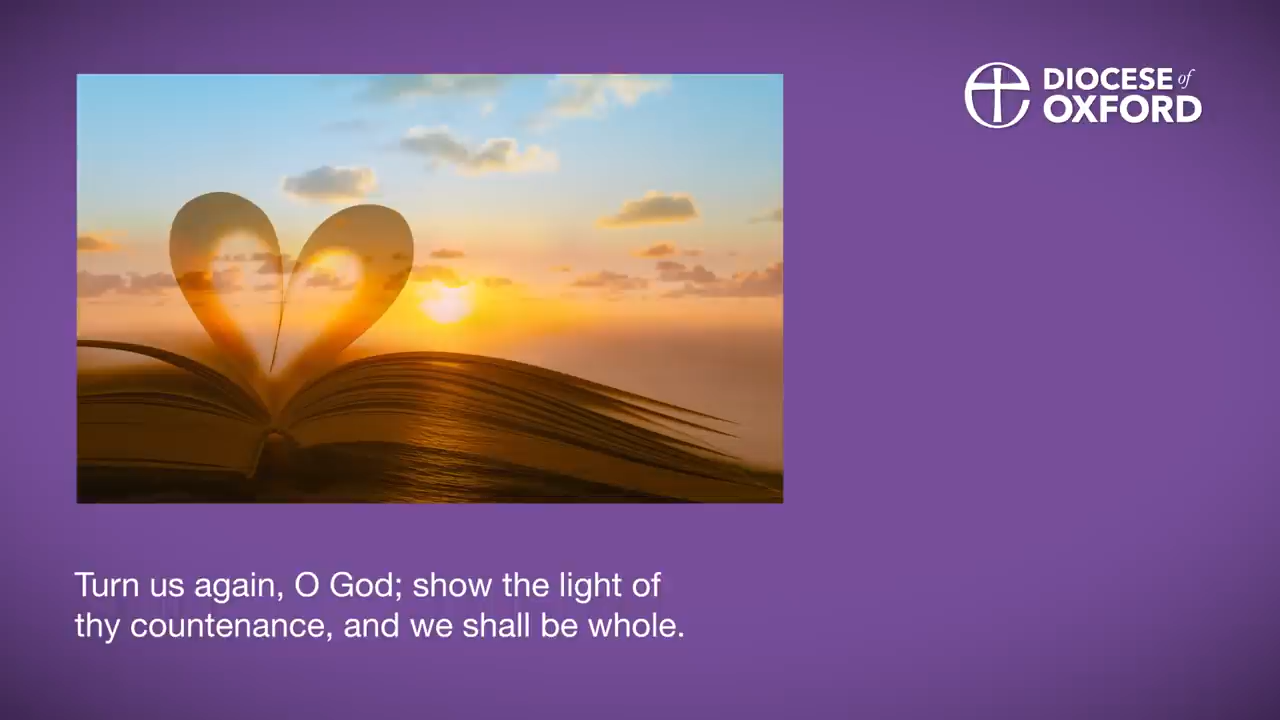 DIOCESE of
OXFORD
Turn us again, O God; show the light of
thy countenance, and we shall be whole.